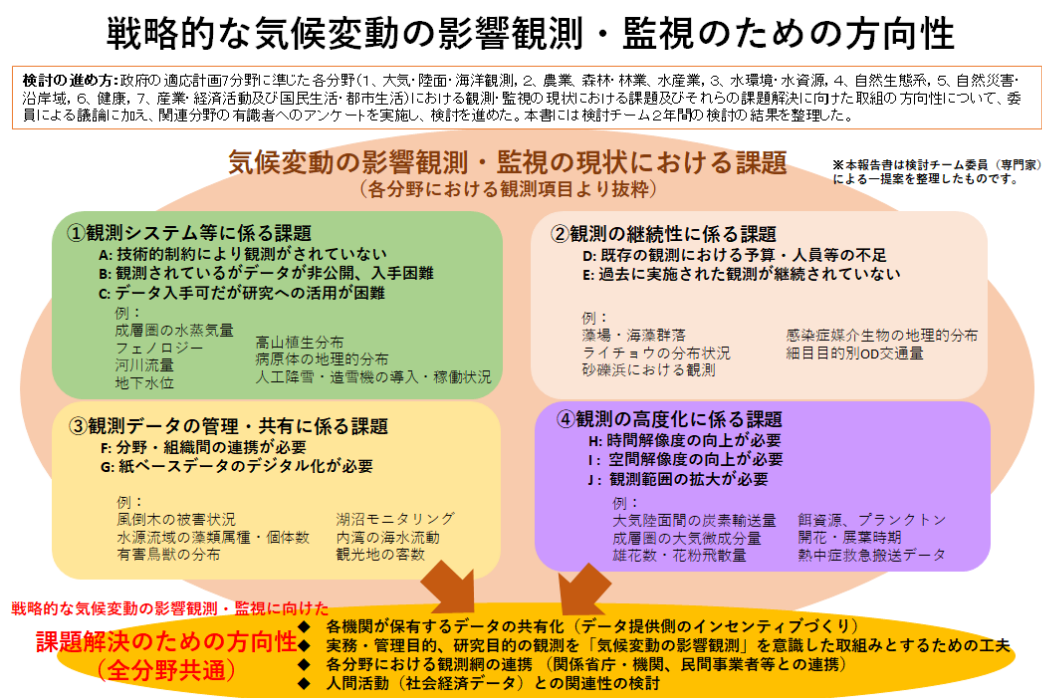 戦略的な気候変動の影響観測・監視のための方向性
検討の進め方:政府の適応計画7分野に準じた各分野(1、大気・陸面・海洋観測, 2、農業、森林・林業、水産業, 3、水環境・水資源, 4、自然生態系, 5、自然災害・
沿岸域, 6、健康, 7、産業・経済活動及び国民生活・都市生活)における観測・監視の現状における課題及びそれらの課題解決に向けた取組の方向性について、委
員による議論に加え、関連分野の有識者へのアンケートを実施し、検討を進めた。本書には検討チーム2年間の検討の結果を整理した。
気候変動の影響観測・監視の現状における課題
(各分野における観測項目より抜粋)
※本報告書は検討チーム委員(専門家)
による一提案を整理したものです。
①観測システム等に係る課題
A: 技術的制約により観測がされていない
B: 観測されているがデータが非公開、入手困難
C: データ入手可だが研究への活用が困難
例:
成層圏の水蒸気量
フェノロジー
河川流量
地下水位
高山植生分布
病原体の地理的分布
人工降雪・造雪機の導入・稼働状況
②観測の継続性に係る課題
D: 既存の観測における予算・人員等の不足
E: 過去に実施された観測が継続されていない
例:
藻場・海藻群落
ライチョウの分布状況
砂礫浜における観測
感染症媒介生物の地理的分布
細目目的別OD交通量
③観測データの管理・共有に係る課題
F: 分野・組織間の連携が必要
G: 紙ベースデータのデジタル化が必要
例:
風倒木の被害状況
水源流域の藻類属種・個体数
有害鳥獣の分布
湖沼モニタリング
内湾の海水流動
観光地の客数
④観測の高度化に係る課題
H: 時間解像度の向上が必要
I: 空間解像度の向上が必要
J: 観測範囲の拡大が必要
例:
大気陸面間の炭素輸送量
成層圏の大気微成分量
雄花数・花粉飛散量
餌資源、プランクトン
開花・展葉時期
熱中症救急搬送データ
戦略的な気候変動の影響観測・監視に向けた
課題解決のための方向性
(全分野共通)
◆ 各機関が保有するデータの共有化(データ提供側のインセンティブづくり)
◆ 実務・管理目的、研究目的の観測を「気候変動の影響観測」を意識した取組みとするための工夫
◆ 各分野における観測網の連携 (関係省庁・機関、民間事業者等との連携)
◆ 人間活動(社会経済データ)との関連性の検討